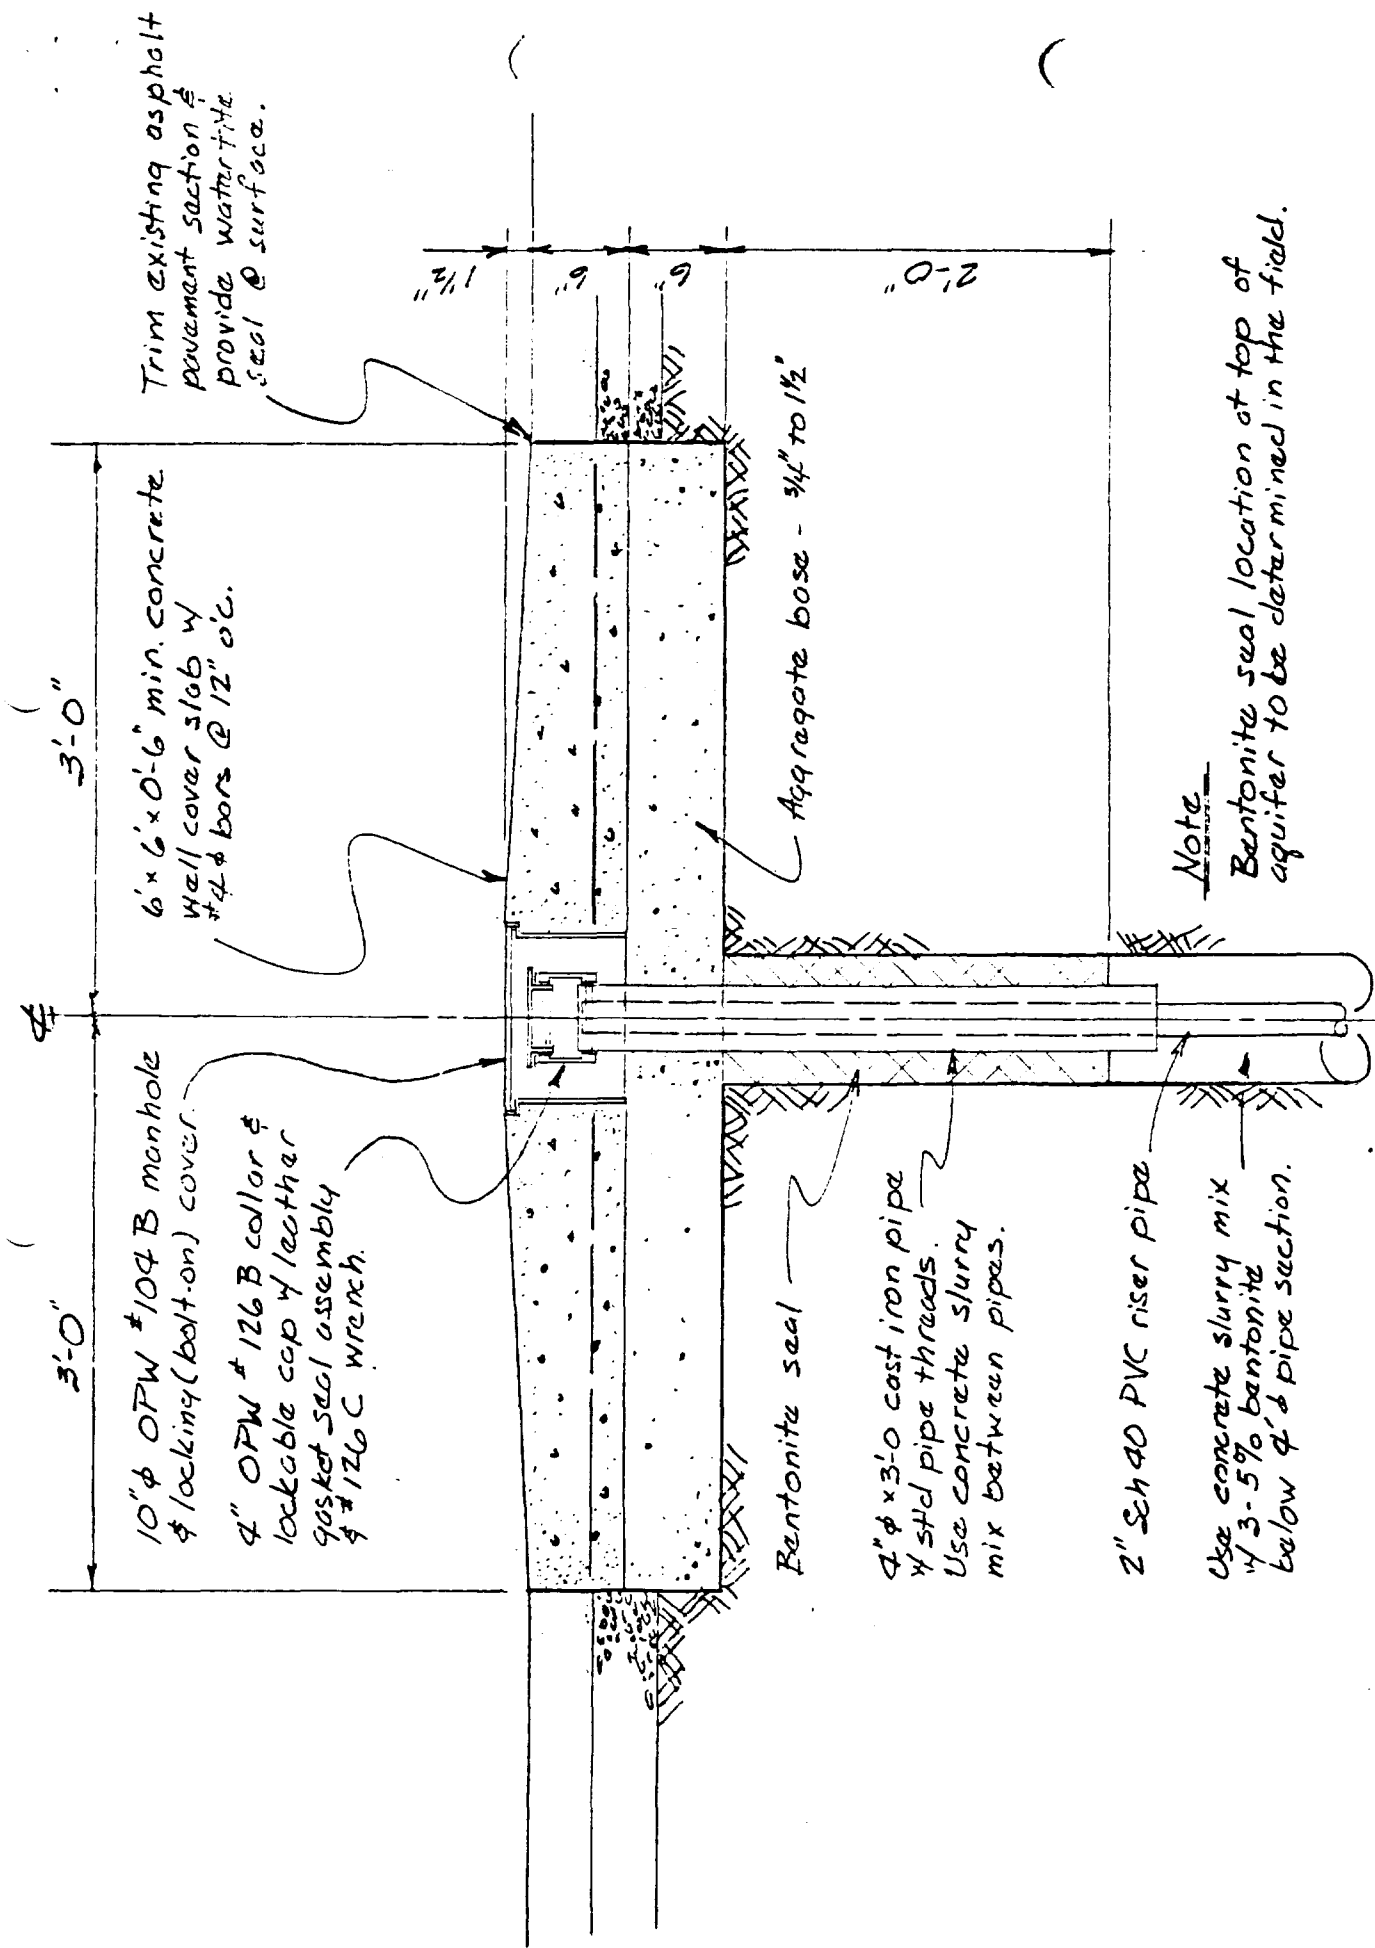 3'-0"
3'-0"
10"ϕ OPW #104B manhole
& locking (bolt-on) cover.
4" OPW #126B collar &
lockable cap w/ leather
gasket seal assembly
& #126C wrench.
6'x6'x0'-6" min. concrete
well cover slab w/
#4ϕ bars @ 12" o.c.
Trim existing asphalt
pavement section &
provide watertite
seal @ surface.
1½"
6"
6"
2'-0"
Aggregate base - ¾" to 1½"
Bentonite seal
4"ϕ x 3'-0 cast iron pipe
w/ std pipe threads.
Use concrete slurry
mix between pipes.
2" Sch 40 PVC riser pipe
Use concrete slurry mix
w/ 3-5% bentonite
below 4"ϕ pipe section.
Note
Bentonite seal location at top of
aquifer to be determined in the field.